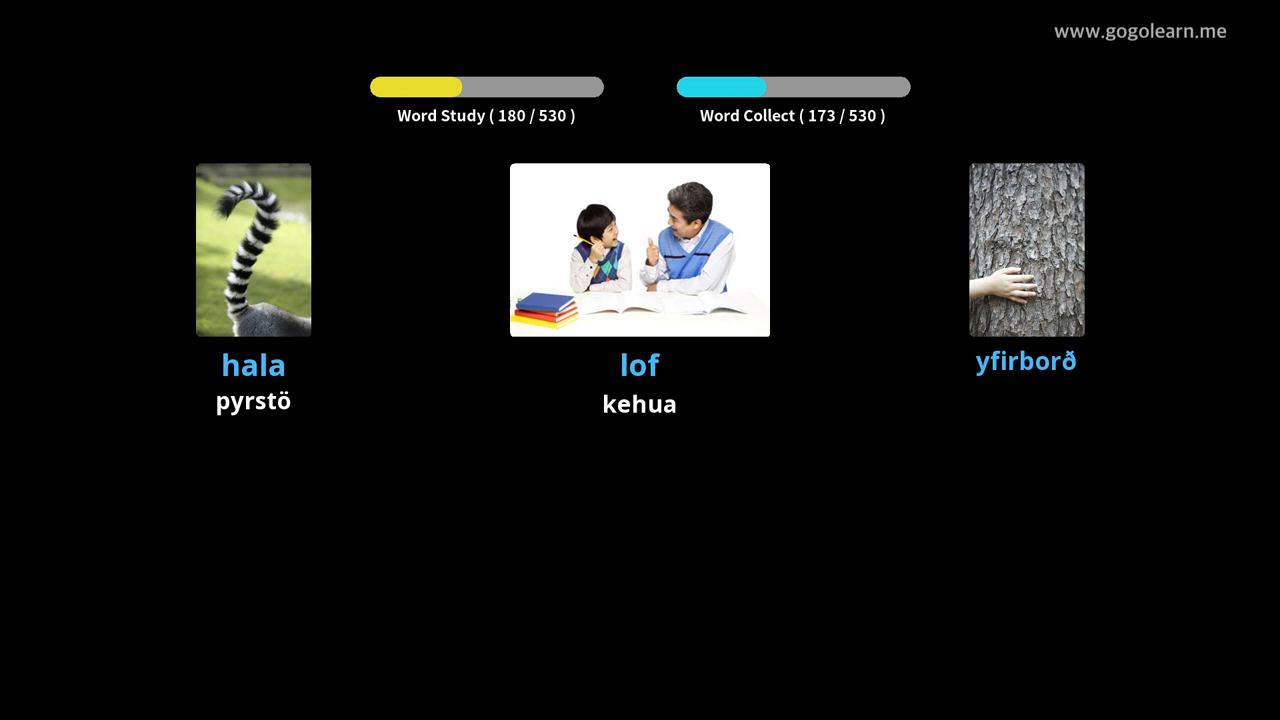 www.gogolearn.me
Word Study ( 180 / 530 )
Word Collect ( 173 / 530 )
hala
pyrstö
lof
kehua
yfirborð